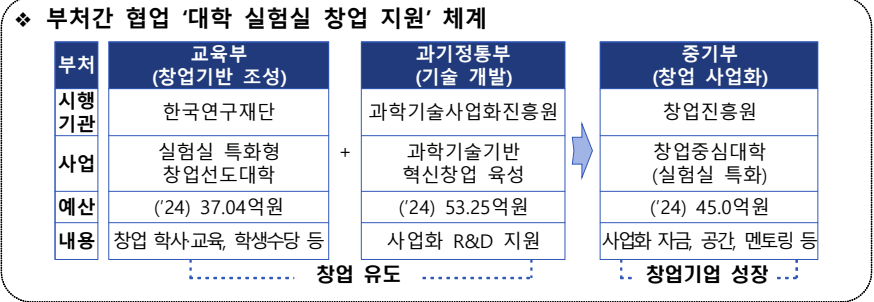 ❖ 부처간 협업 ‘대학 실험실 창업 지원’ 체계
부처
교육부
(창업기반 조성)
과기정통부
(기술 개발)
중기부
(창업 사업화)
시행
기관
한국연구재단
과학기술사업화진흥원
창업진흥원
사업
실험실 특화형
창업선도대학
+
과학기술기반
혁신창업 육성
창업중심대학
(실험실 특화)
예산
(’24) 37.04억원
(’24) 53.25억원
(’24) 45.0억원
내용
창업 학사·교육, 학생수당 등
사업화 R&D 지원
사업화 자금, 공간, 멘토링 등
창업 유도
창업기업 성장